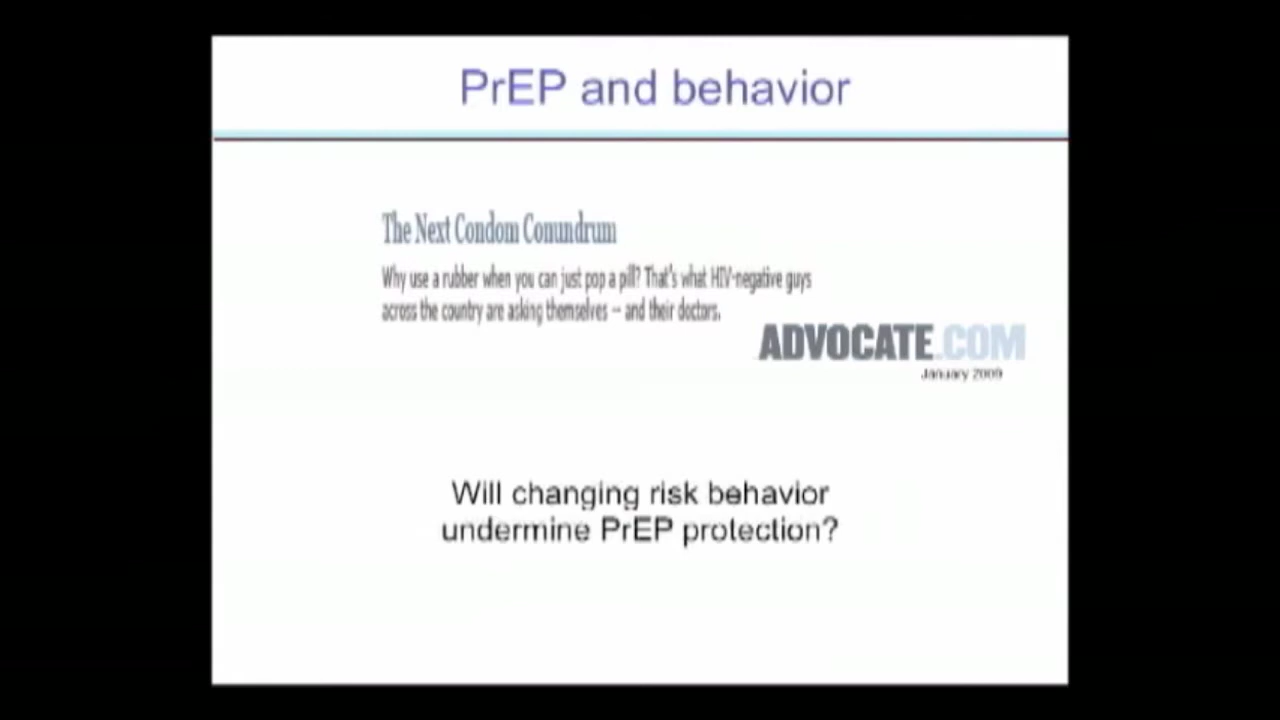 PrEP and behavior
The Next Condom Conundrum
Why use a rubber when you can just pop a pill? That's what HIV-negative guys
across the country are asking themselves – and their doctors.
ADVOCATE.COM
January 2009
Will changing risk behavior
undermine PrEP protection?